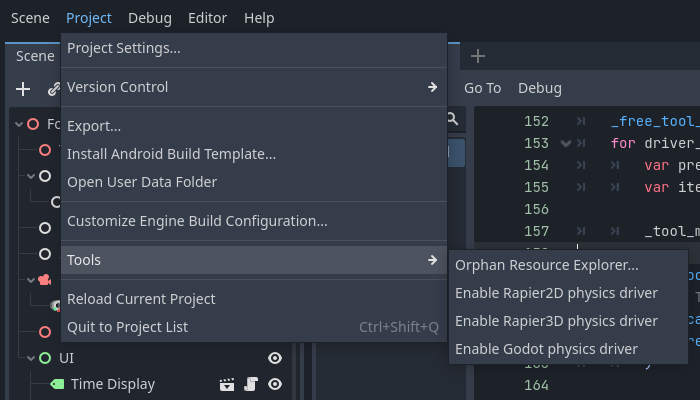 Scene Project Debug Editor Help
Scene
Project Settings...
Version Control
Export...
Install Android Build Template...
Open User Data Folder
Customize Engine Build Configuration...
Tools
Reload Current Project
Quit to Project List Ctrl+Shift+Q
UI
Time Display
Orphan Resource Explorer...
Enable Rapier2D physics driver
Enable Rapier3D physics driver
Enable Godot physics driver
Go To Debug
152 _free_tool_
153 for driver_
154 var pre
155 var ite
156
157 _tool_m
164